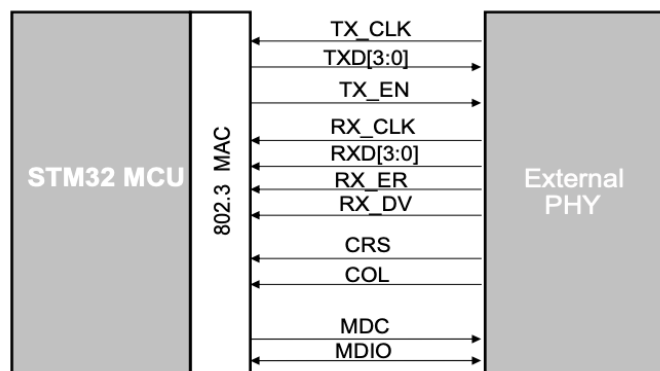 TX_CLK
TXD[3:0]
TX_EN
RX_CLK
RXD[3:0]
STM32 MCU
802.3 MAC
RX_ER
External
PHY
RX_DV
CRS
COL
MDC
MDIO